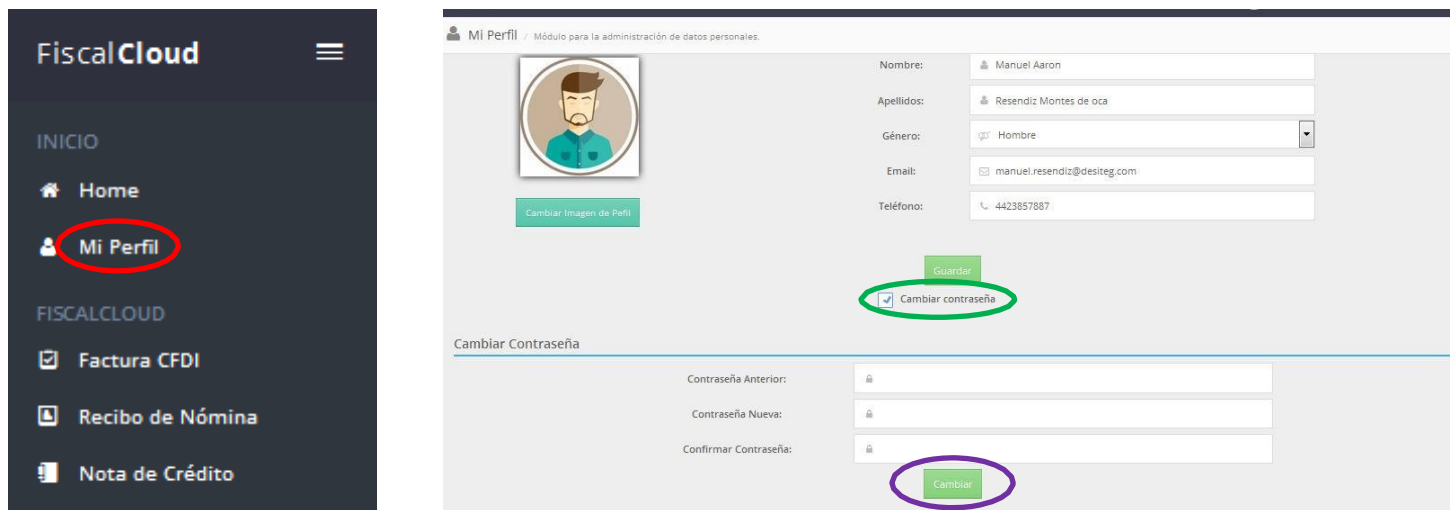 FiscalCloud
INICIO
Home
Mi Perfil
FISCALCLOUD
Factura CFDI
Recibo de Nómina
Nota de Crédito
Mi Perfil / Módulo para la administración de datos personales.
Cambiar Imagen de Pefil
Nombre: Manuel Aaron
Apellidos: Resendiz Montes de oca
Género: Hombre
Email: manuel.resendiz@desiteg.com
Teléfono: 4423857887
Guardar
Cambiar contraseña
Cambiar Contraseña
Contraseña Anterior:
Contraseña Nueva:
Confirmar Contraseña:
Cambiar